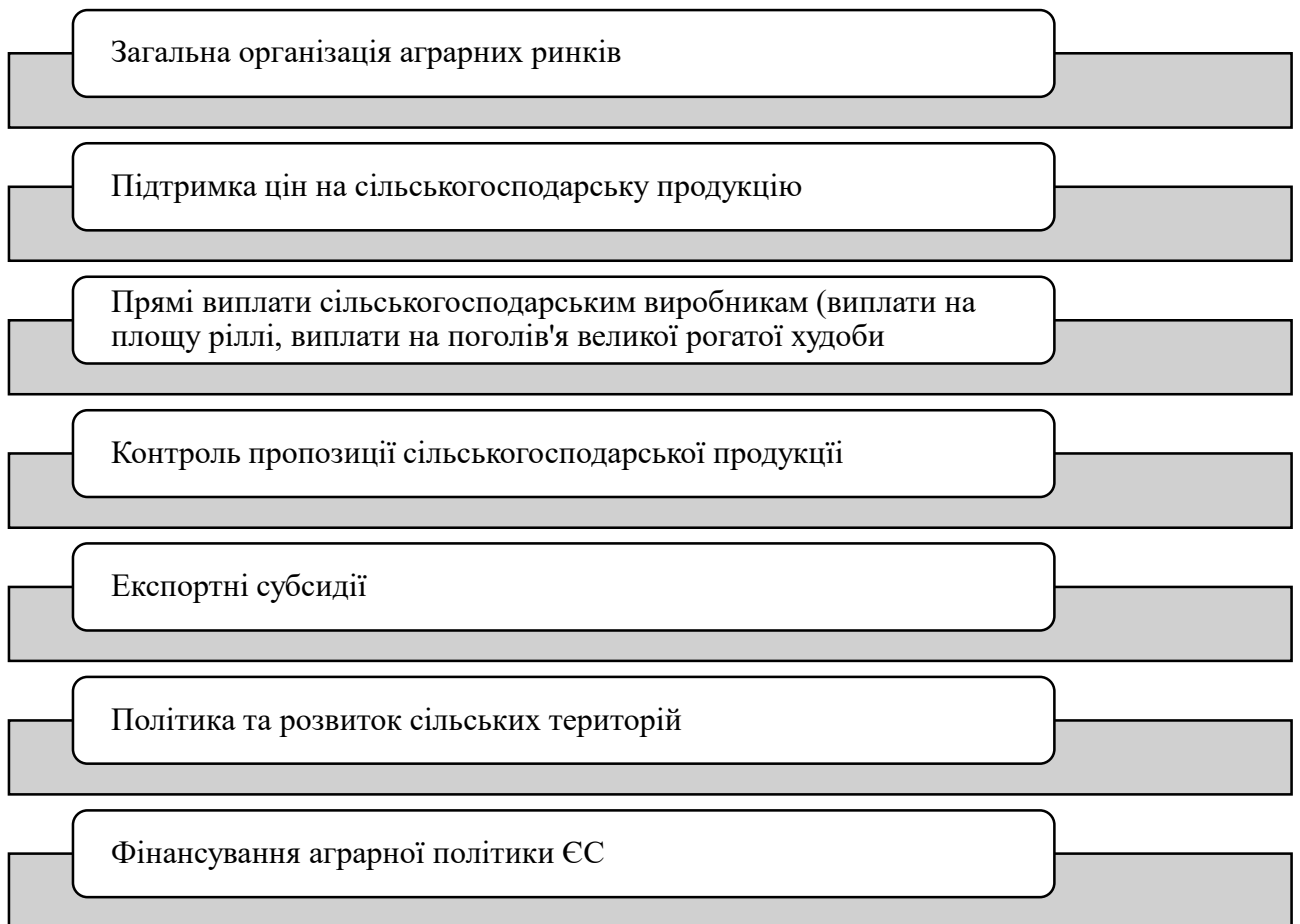 Загальна організація аграрних ринків
Підтримка цін на сільськогосподарську продукцію
Прямі виплати сільськогосподарським виробникам (виплати на
площу ріллі, виплати на поголів'я великої рогатої худоби
Контроль пропозиції сільськогосподарської продукції
Експортні субсидії
Політика та розвиток сільських територій
Фінансування аграрної політики ЄС